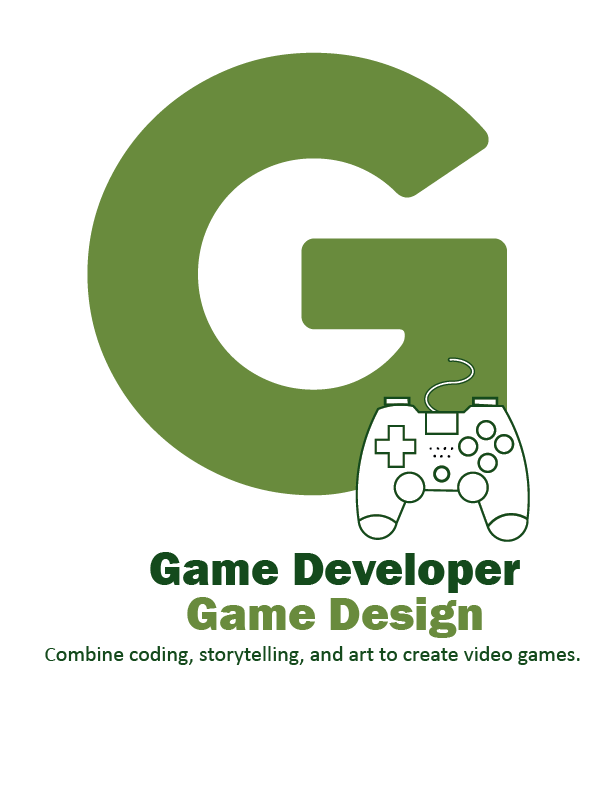 G
Game Developer
Game Design
Combine coding, storytelling, and art to create video games.